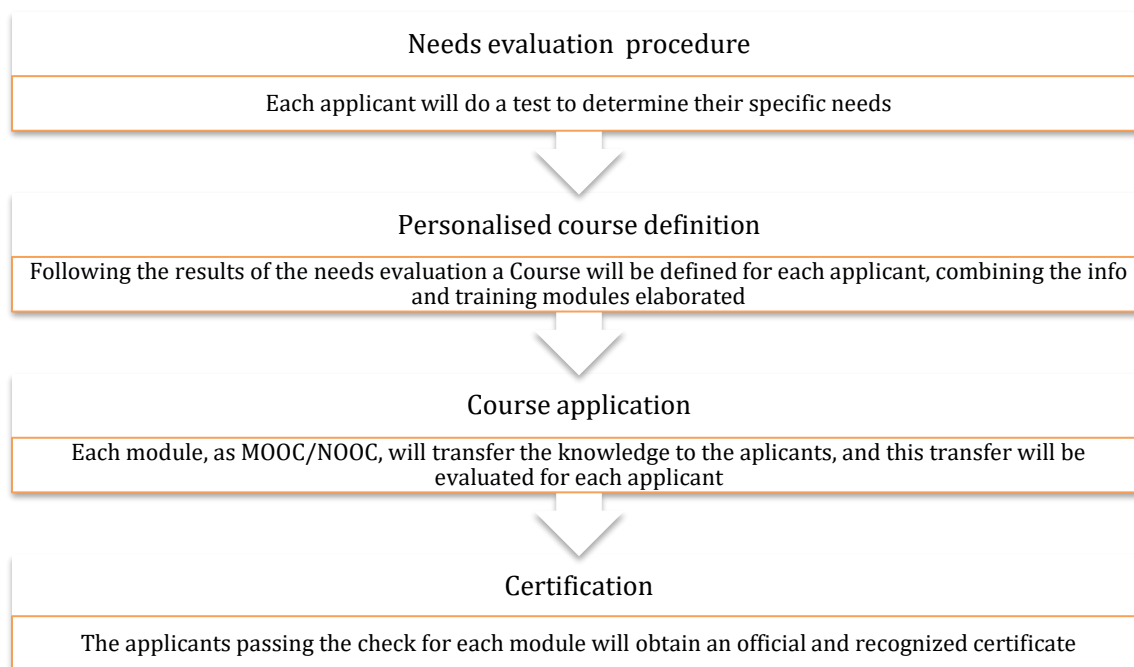 Needs evaluation procedure
Each applicant will do a test to determine their specific needs
Personalised course definition
Following the results of the needs evaluation a Course will be defined for each applicant, combining the info
and training modules elaborated
Course application
Each module, as MOOC/NOOC, will transfer the knowledge to the aplicants, and this transfer will be
evaluated for each applicant
Certification
The applicants passing the check for each module will obtain an official and recognized certificate